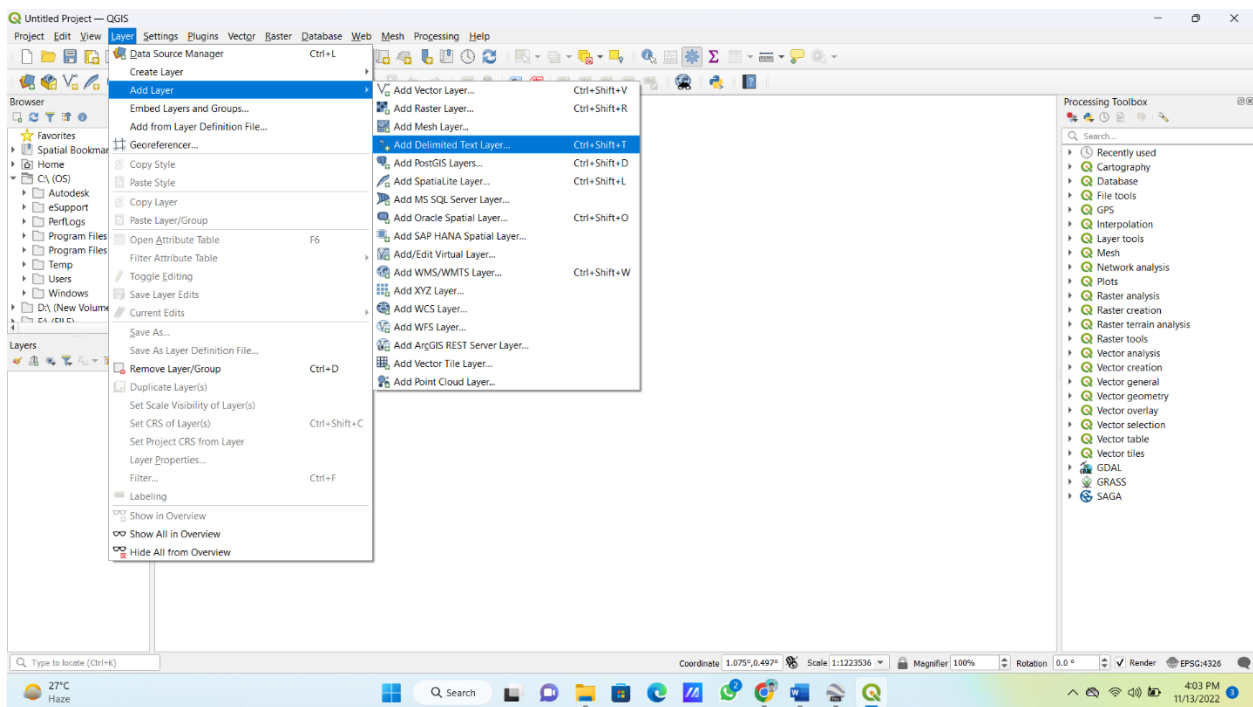 Untitled Project — QGIS
Project Edit View Layer Settings Plugins Vector Raster Database Web Mesh Processing Help
Data Source Manager Ctrl+L
Create Layer
Add Layer
Embed Layers and Groups...
Add from Layer Definition File...
Georeferencer...
Copy Style
Paste Style
Copy Layer
Paste Layer/Group
Open Attribute Table F6
Filter Attribute Table
Toggle Editing
Save Layer Edits
Current Edits
Save As...
Save As Layer Definition File...
Remove Layer/Group Ctrl+D
Duplicate Layer(s)
Set Scale Visibility of Layer(s)
Set CRS of Layer(s) Ctrl+Shift+C
Set Project CRS from Layer
Layer Properties...
Filter... Ctrl+F
Labeling
Show in Overview
Show All in Overview
Hide All from Overview
Add Vector Layer... Ctrl+Shift+V
Add Raster Layer... Ctrl+Shift+R
Add Mesh Layer...
Add Delimited Text Layer... Ctrl+Shift+T
Add PostGIS Layers... Ctrl+Shift+D
Add SpatiaLite Layer... Ctrl+Shift+L
Add MS SQL Server Layer...
Add Oracle Spatial Layer... Ctrl+Shift+O
Add SAP HANA Spatial Layer...
Add/Edit Virtual Layer...
Add WMS/WMTS Layer... Ctrl+Shift+W
Add XYZ Layer...
Add WCS Layer...
Add WFS Layer...
Add ArcGIS REST Server Layer...
Add Vector Tile Layer...
Add Point Cloud Layer...
Browser
Favorites
Spatial Bookmar
Home
C:\ (OS)
Autodesk
eSupport
PerfLogs
Program Files
Program Files
Temp
Users
Windows
D:\ (New Volume
Layers
Processing Toolbox
Search...
Recently used
Cartography
Database
File tools
GPS
Interpolation
Layer tools
Mesh
Network analysis
Plots
Raster analysis
Raster creation
Raster terrain analysis
Raster tools
Vector analysis
Vector creation
Vector general
Vector geometry
Vector overlay
Vector selection
Vector table
Vector tiles
GDAL
GRASS
SAGA
Type to locate (Ctrl+K)
Coordinate 1.075°,0.497° Scale 1:1223536 Magnifier 100% Rotation 0.0 ° Render EPSG:4326
27°C
Haze
Search
4:03 PM
11/13/2022
3